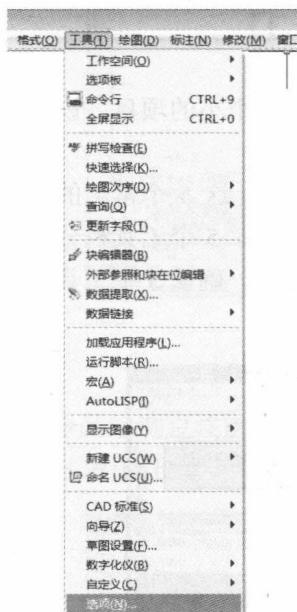 格式(O) 工具(T) 绘图(D) 标注(N) 修改(M) 窗口
工作空间(O)
选项板
命令行 CTRL+9
全屏显示 CTRL+0
拼写检查(E)
快速选择(K)...
绘图次序(D)
查询(Q)
更新字段(T)
块编辑器(B)
外部参照和块在位编辑
数据提取(X)...
数据链接
加载应用程序(L)...
运行脚本(R)...
宏(A)
AutoLISP(I)
显示图像(Y)
新建 UCS(W)
命名 UCS(U)...
CAD 标准(S)
向导(Z)
草图设置(F)...
数字化仪(B)
自定义(C)
选项(N)...